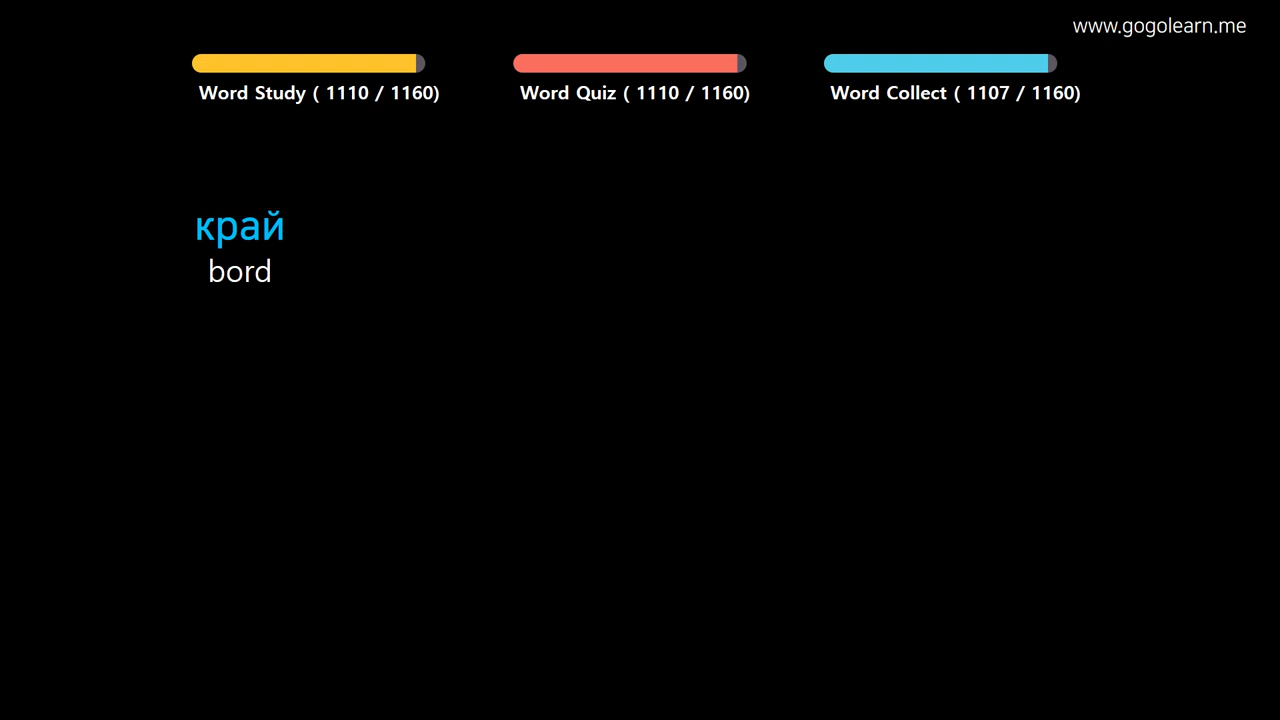 www.gogolearn.me
Word Study ( 1110 / 1160)
Word Quiz ( 1110 / 1160)
Word Collect ( 1107 / 1160)
край
bord